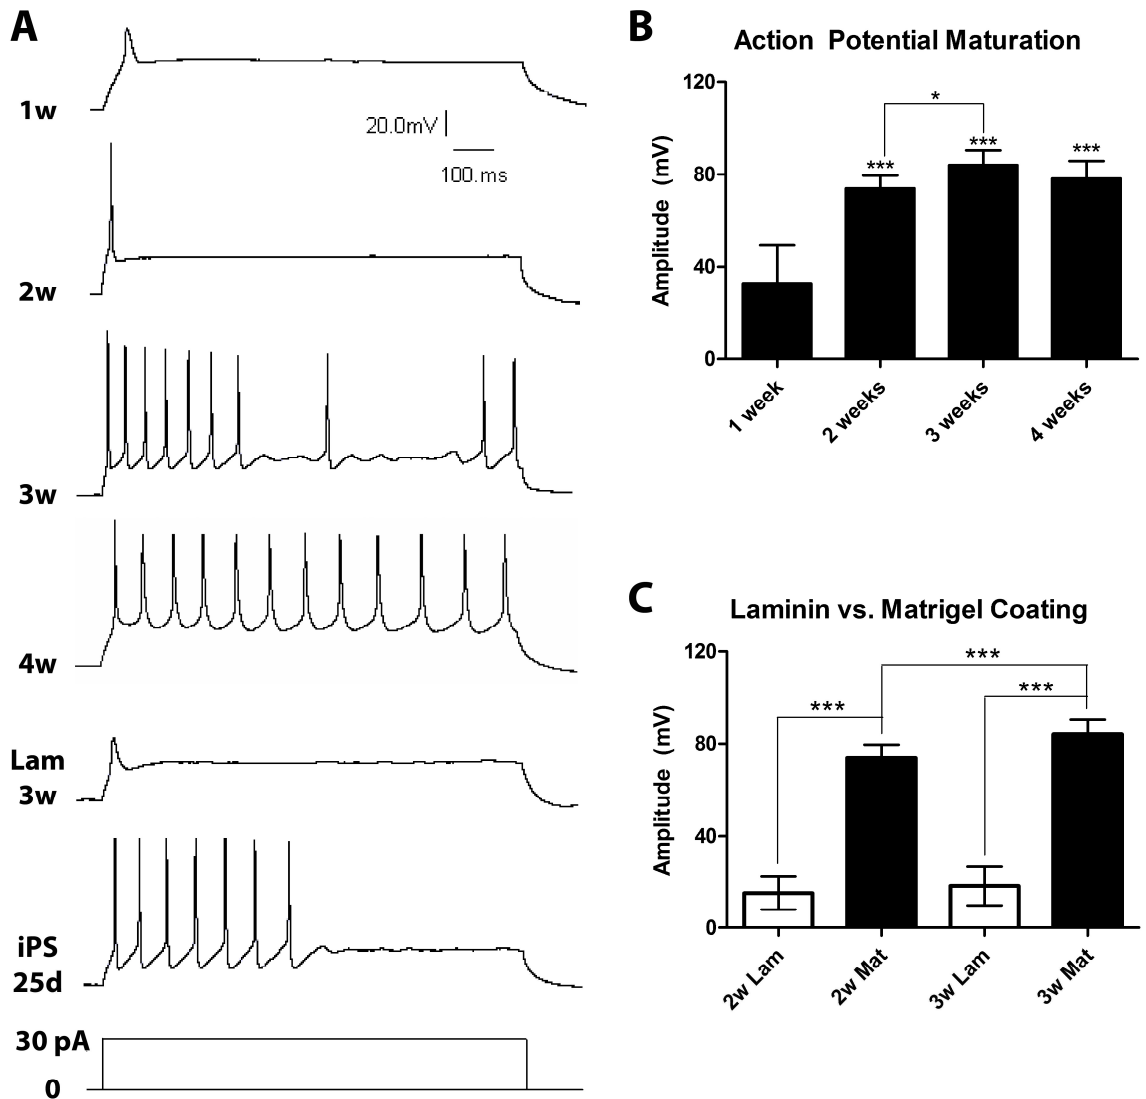 A
1w
20.0mV
100.ms
2w
3w
4w
Lam
3w
iPS
25d
30 pA
0
B
Action Potential Maturation
Amplitude (mV)
120
80
40
0
*
***
***
***
1 week
2 weeks
3 weeks
4 weeks
C
Laminin vs. Matrigel Coating
Amplitude (mV)
120
80
40
0
***
***
***
2w Lam
2w Mat
3w Lam
3w Mat